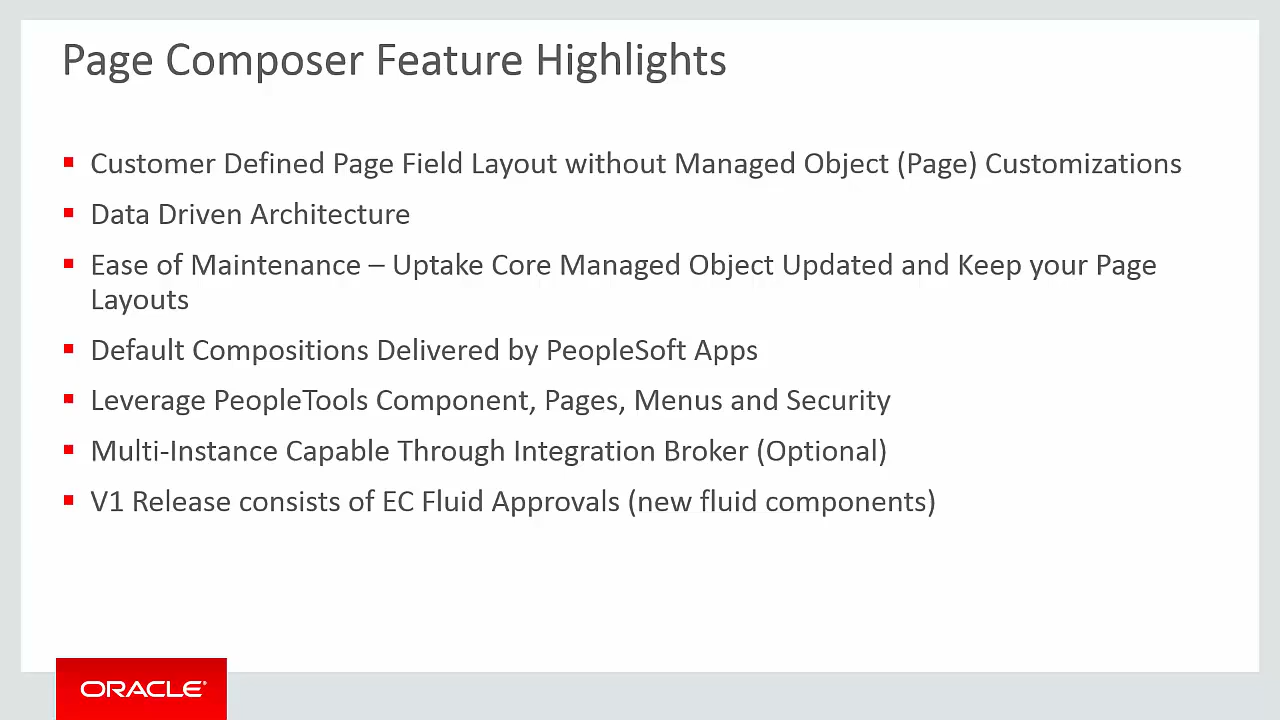 Page Composer Feature Highlights
Customer Defined Page Field Layout without Managed Object (Page) Customizations
Data Driven Architecture
Ease of Maintenance – Uptake Core Managed Object Updated and Keep your Page
Layouts
Default Compositions Delivered by PeopleSoft Apps
Leverage PeopleTools Component, Pages, Menus and Security
Multi-Instance Capable Through Integration Broker (Optional)
V1 Release consists of EC Fluid Approvals (new fluid components)
ORACLE